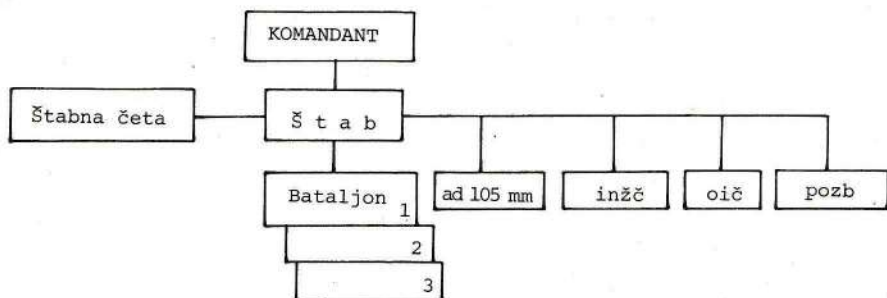 KOMANDANT
Štabna četa
Š t a b
Bataljon 1
ad 105 mm
inžč
oič
pozb
2
3